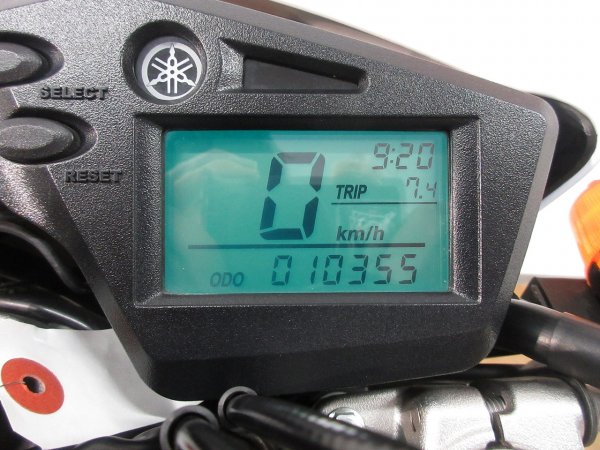 SELECT
RESET
9:20
TRIP 7.4
0
km/h
ODO 010355